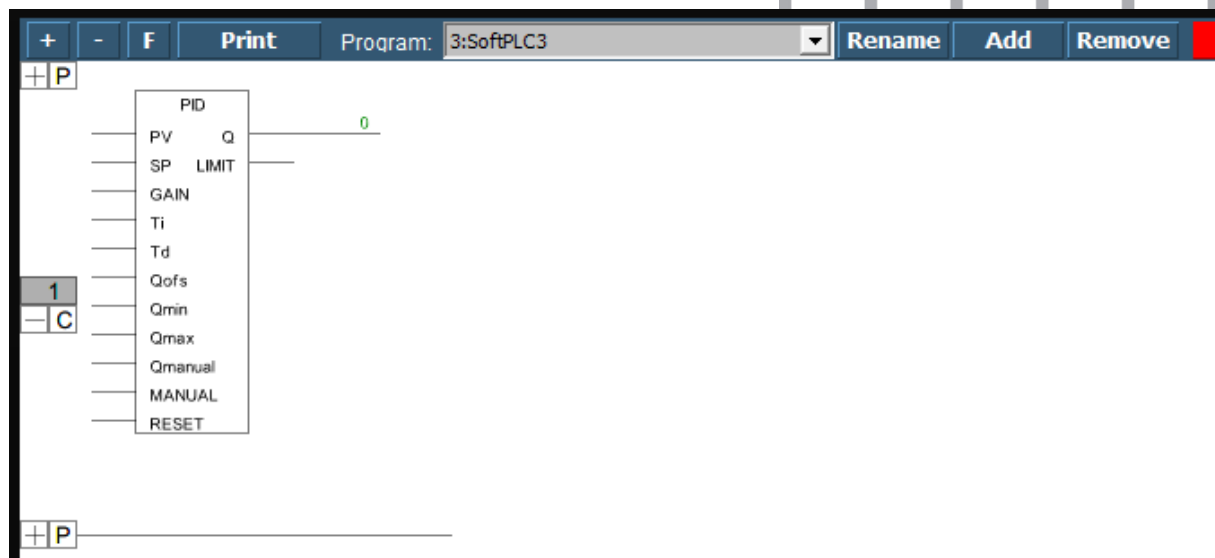 + - F Print Program: 3:SoftPLC3 Rename Add Remove
+ P
PID
PV Q 0
SP LIMIT
GAIN
Ti
Td
Qofs
1
Qmin
— C
Qmax
Qmanual
MANUAL
RESET
+ P